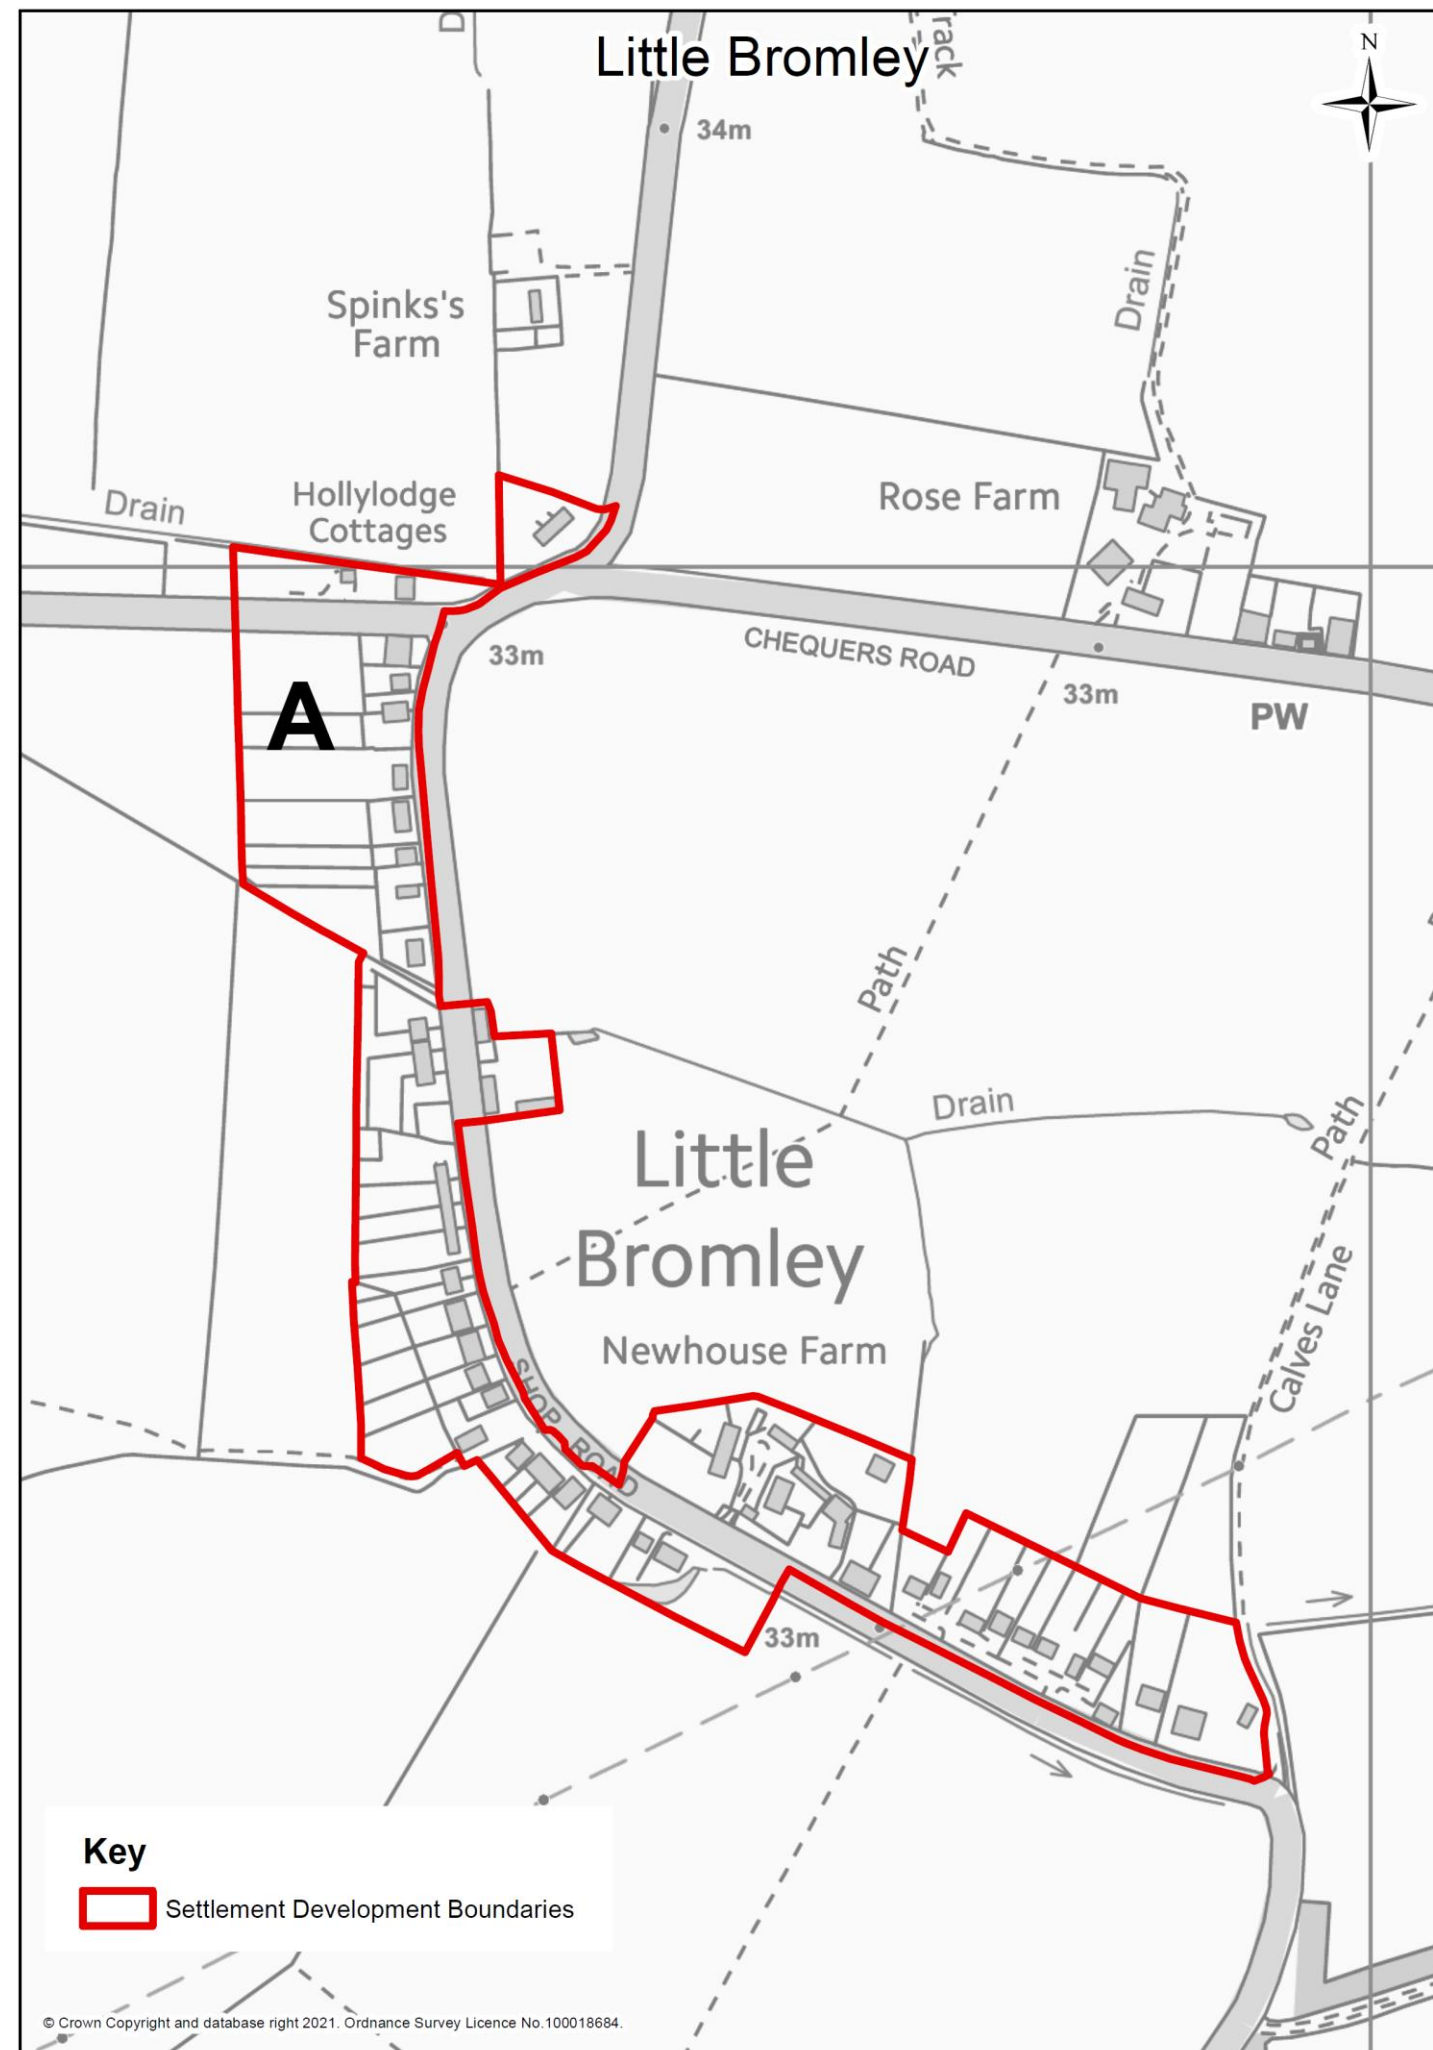 Little Bromley
N
D
rack
34m
Drain
Spinks's
Farm
Hollylodge
Cottages
Drain
Rose Farm
33m
CHEQUERS ROAD
33m
PW
A
Path
Drain
Path
Little
Bromley
Newhouse Farm
Calves Lane
SHOP ROAD
33m
Key
Settlement Development Boundaries
© Crown Copyright and database right 2021. Ordnance Survey Licence No.100018684.